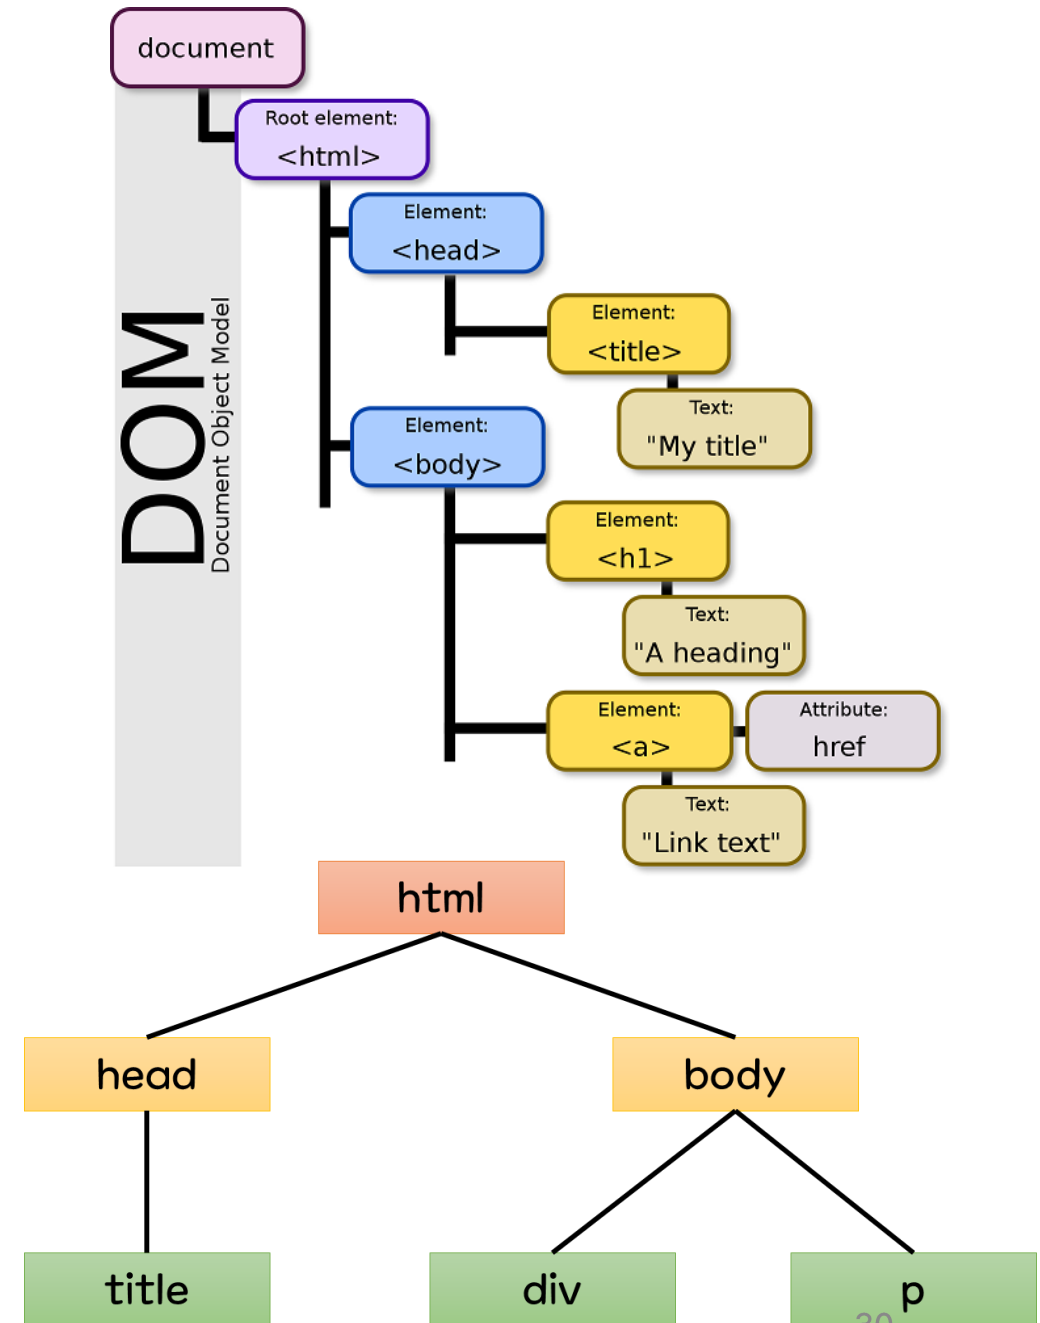 document
Root element:
<html>
Element:
<head>
Element:
<title>
Text:
"My title"
DOM
Document Object Model
Element:
<body>
Element:
<h1>
Text:
"A heading"
Element:
<a>
Attribute:
href
Text:
"Link text"
html
head
body
title
div
p